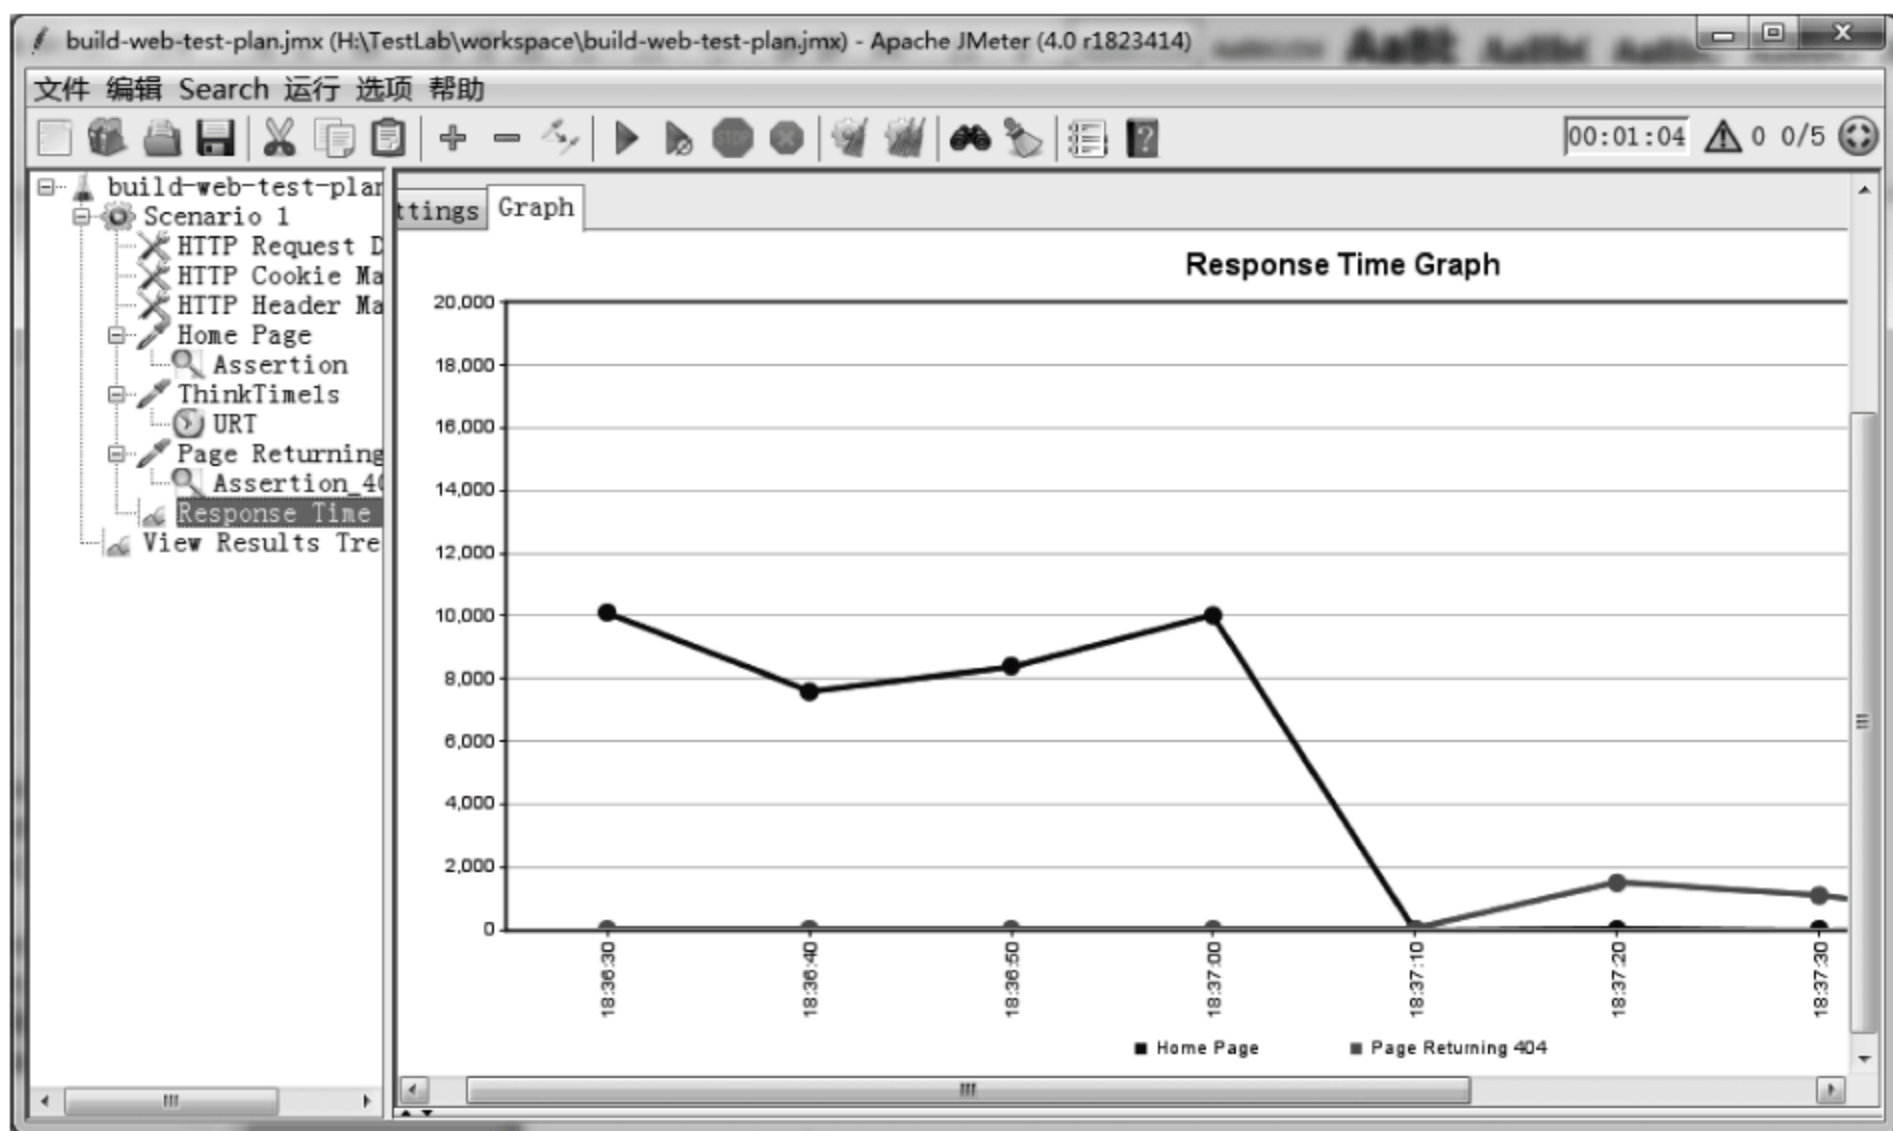 build-web-test-plan.jmx (H:\TestLab\workspace\build-web-test-plan.jmx) - Apache JMeter (4.0 r1823414)
文件 编辑 Search 运行 选项 帮助
STOP
00:01:04 0 0/5
build-web-test-plan
Scenario 1
HTTP Request D
HTTP Cookie Ma
HTTP Header Ma
Home Page
Assertion
ThinkTime1s
URT
Page Returning
Assertion_40
Response Time
View Results Tre
ttings Graph
Response Time Graph
20,000
18,000
16,000
14,000
12,000
10,000
8,000
6,000
4,000
2,000
0
18:36:30 18:36:40 18:36:50 18:37:00 18:37:10 18:37:20 18:37:30
Home Page Page Returning 404